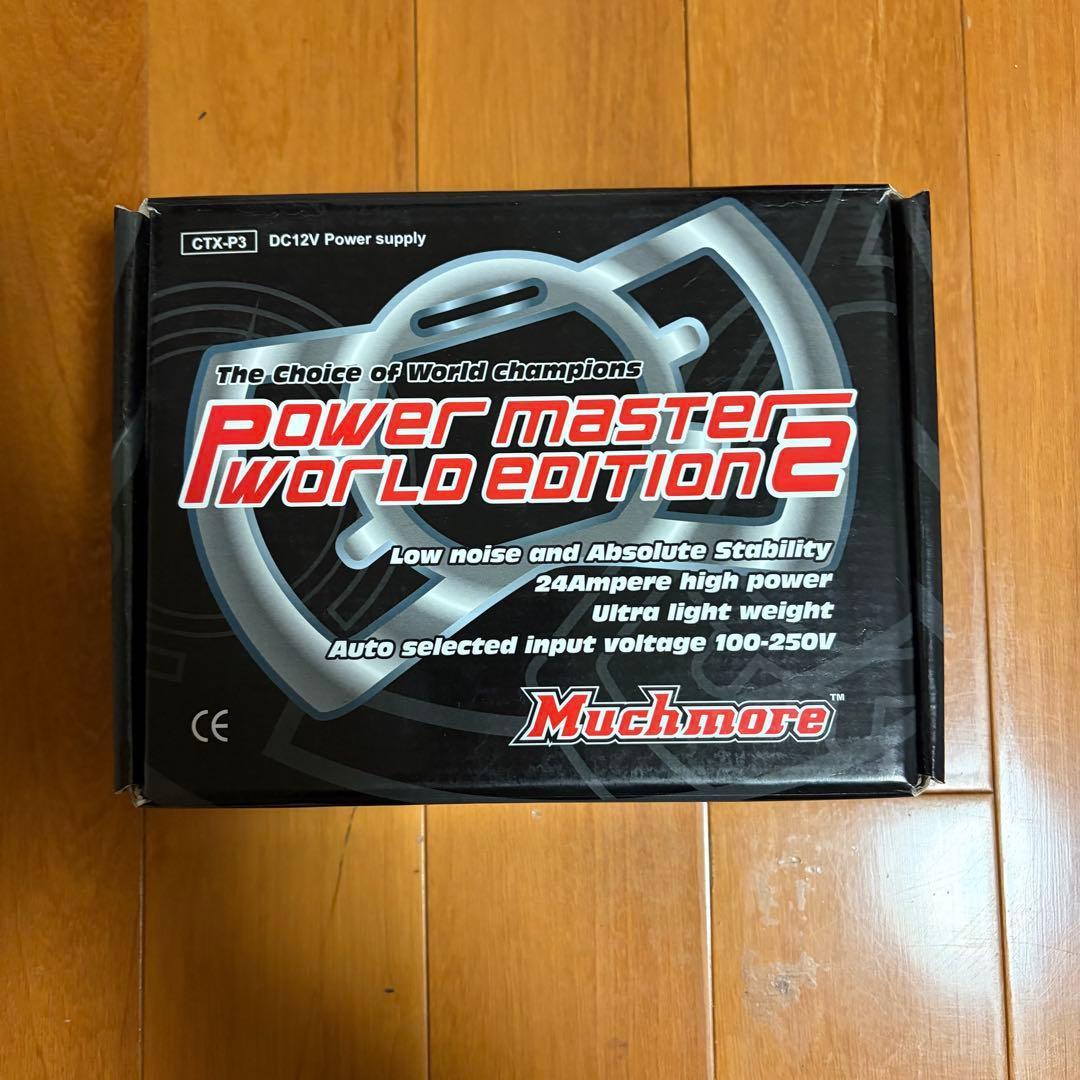 CTX-P3 DC12V Power supply
The Choice of World champions
Power master
World edition 2
Low noise and Absolute Stability
24Ampere high power
Ultra light weight
Auto selected input voltage 100-250V
CE
Muchmore™